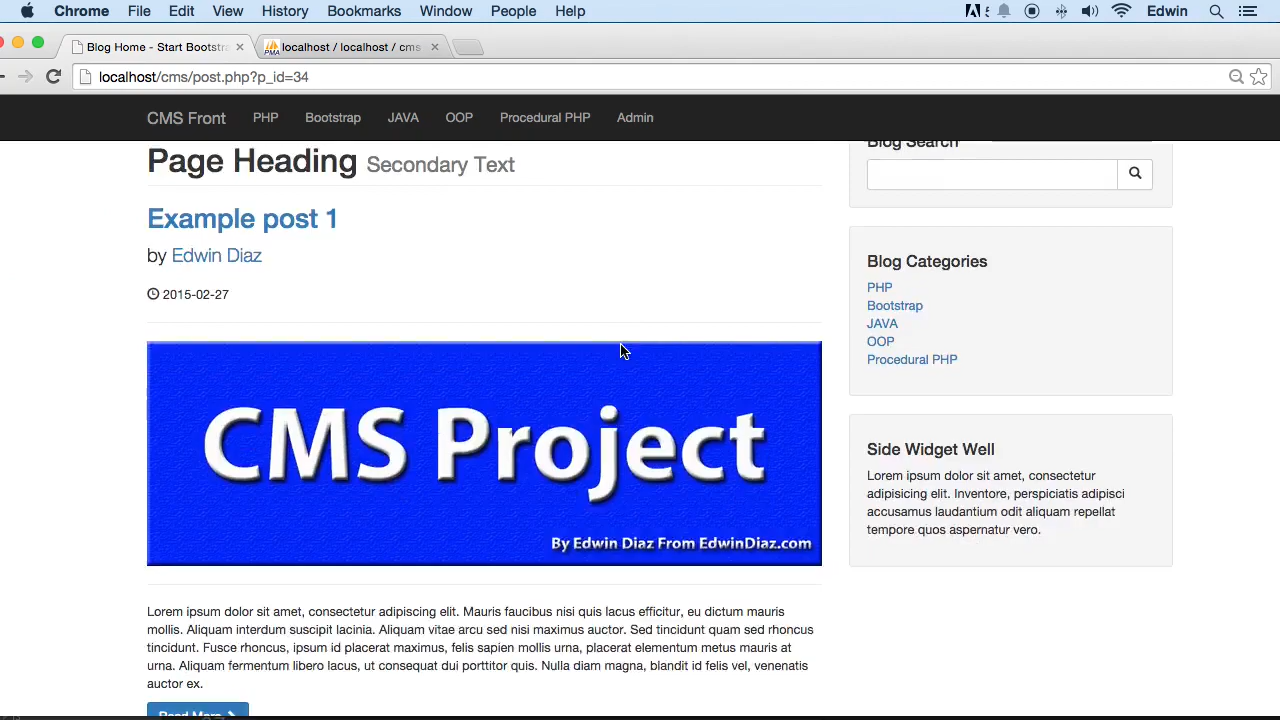 Chrome File Edit View History Bookmarks Window People Help Edwin
Blog Home - Start Bootstra
localhost / localhost / cms
localhost/cms/post.php?p_id=34
CMS Front PHP Bootstrap JAVA OOP Procedural PHP Admin
Page Heading Secondary Text
Example post 1
by Edwin Diaz
2015-02-27
CMS Project
By Edwin Diaz From EdwinDiaz.com
Lorem ipsum dolor sit amet, consectetur adipiscing elit. Mauris faucibus nisi quis lacus efficitur, eu dictum mauris
mollis. Aliquam interdum suscipit lacinia. Aliquam vitae arcu sed nisi maximus auctor. Sed tincidunt quam sed rhoncus
tincidunt. Fusce rhoncus, ipsum id placerat maximus, felis sapien mollis urna, placerat elementum metus mauris at
urna. Aliquam fermentum libero lacus, ut consequat dui porttitor quis. Nulla diam magna, blandit id felis vel, venenatis
auctor ex.
Read More
Blog Search
Blog Categories
PHP
Bootstrap
JAVA
OOP
Procedural PHP
Side Widget Well
Lorem ipsum dolor sit amet, consectetur
adipisicing elit. Inventore, perspiciatis adipisci
accusamus laudantium odit aliquam repellat
tempore quos aspernatur vero.